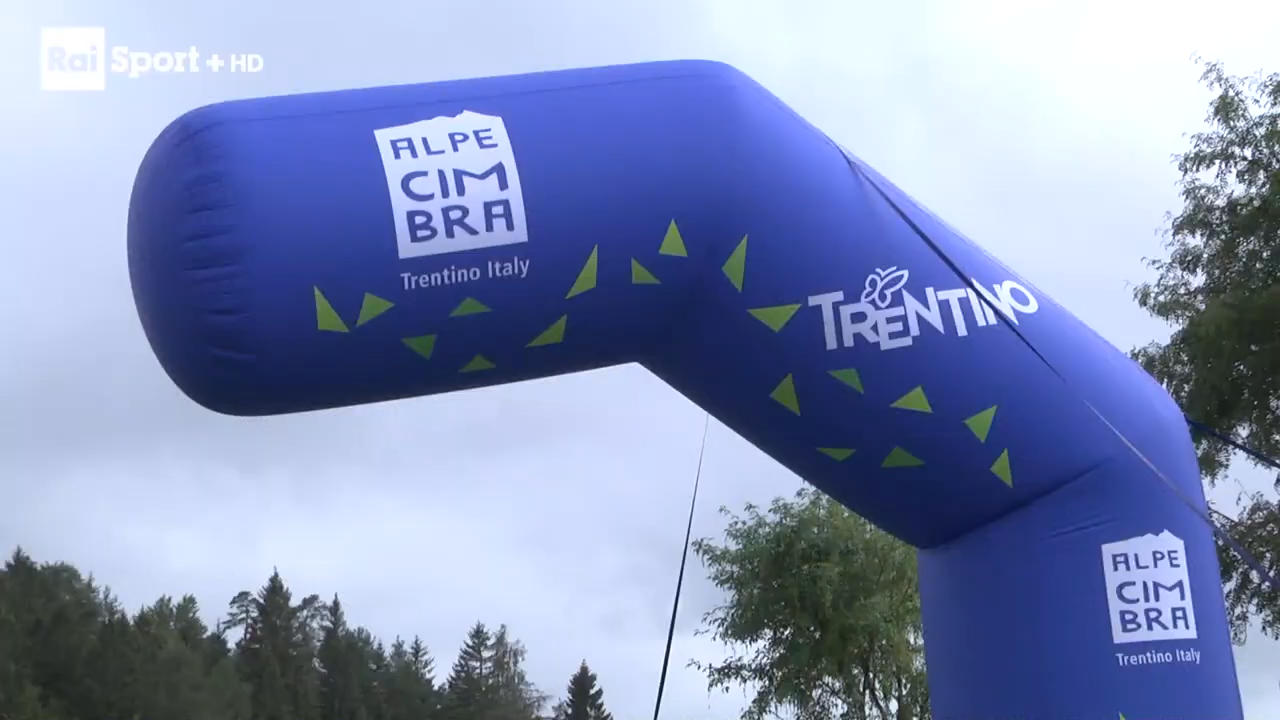 Rai Sport + HD
ALPE
CIM
BRA
Trentino Italy
TRENTINO
ALPE
CIM
BRA
Trentino Italy